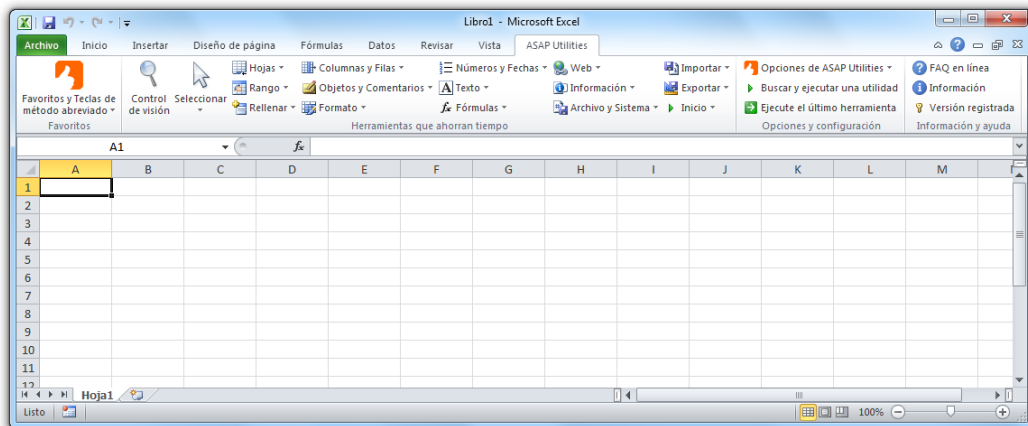 Libro1 - Microsoft Excel
Archivo Inicio Insertar Diseño de página Fórmulas Datos Revisar Vista ASAP Utilities
Favoritos y Teclas de
método abreviado
Favoritos
Control
de visión
Seleccionar
Hojas
Rango
Rellenar
Columnas y Filas
Objetos y Comentarios
Formato
Números y Fechas
Texto
Fórmulas
Web
Información
Archivo y Sistema
Importar
Exportar
Inicio
Herramientas que ahorran tiempo
Opciones de ASAP Utilities
Buscar y ejecutar una utilidad
Ejecute el último herramienta
Opciones y configuración
FAQ en línea
Información
Versión registrada
Información y ayuda
A1 fx
A B C D E F G H I J K L M
1
2
3
4
5
6
7
8
9
10
11
12
Hoja1
Listo 100%